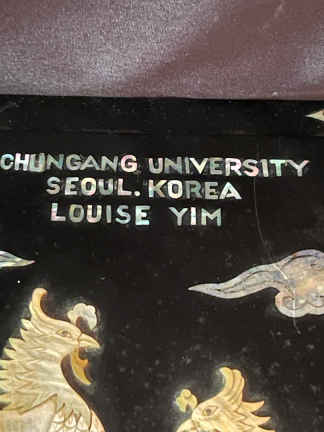 CHUNGANG UNIVERSITY
SEOUL. KOREA
LOUISE YIM